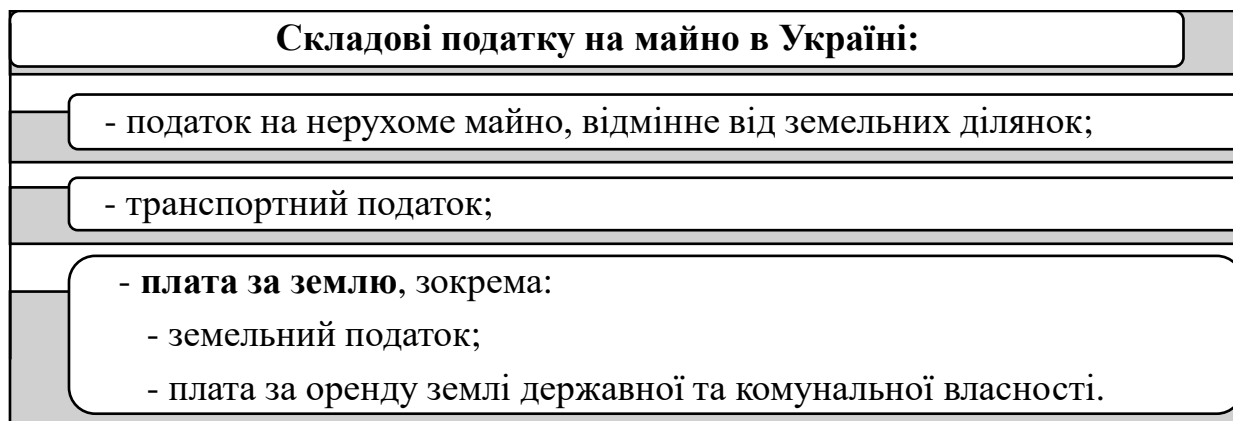 Складові податку на майно в Україні:
- податок на нерухоме майно, відмінне від земельних ділянок;
- транспортний податок;
- плата за землю, зокрема:
- земельний податок;
- плата за оренду землі державної та комунальної власності.